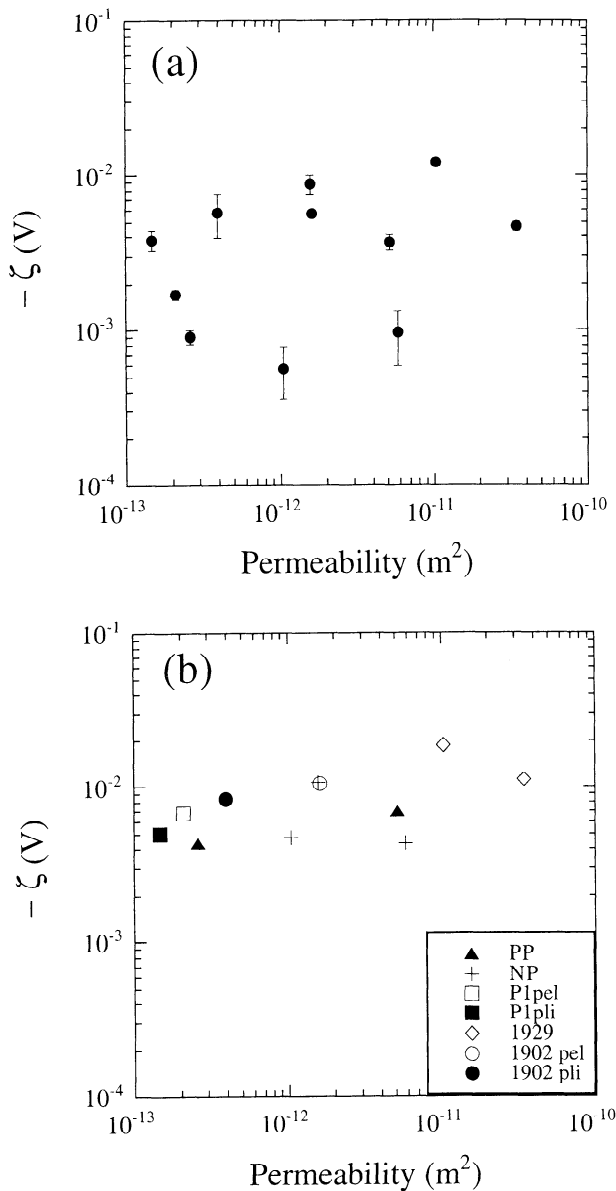 10⁻¹
(a)
10⁻²
− ζ (V)
10⁻³
10⁻⁴
10⁻¹³ 10⁻¹² 10⁻¹¹ 10⁻¹⁰
Permeability (m²)
10⁻¹
(b)
10⁻²
− ζ (V)
10⁻³
PP
NP
P1pel
P1pli
1929
1902 pel
1902 pli
10⁻⁴
10⁻¹³ 10⁻¹² 10⁻¹¹ 10⁻¹⁰
Permeability (m²)